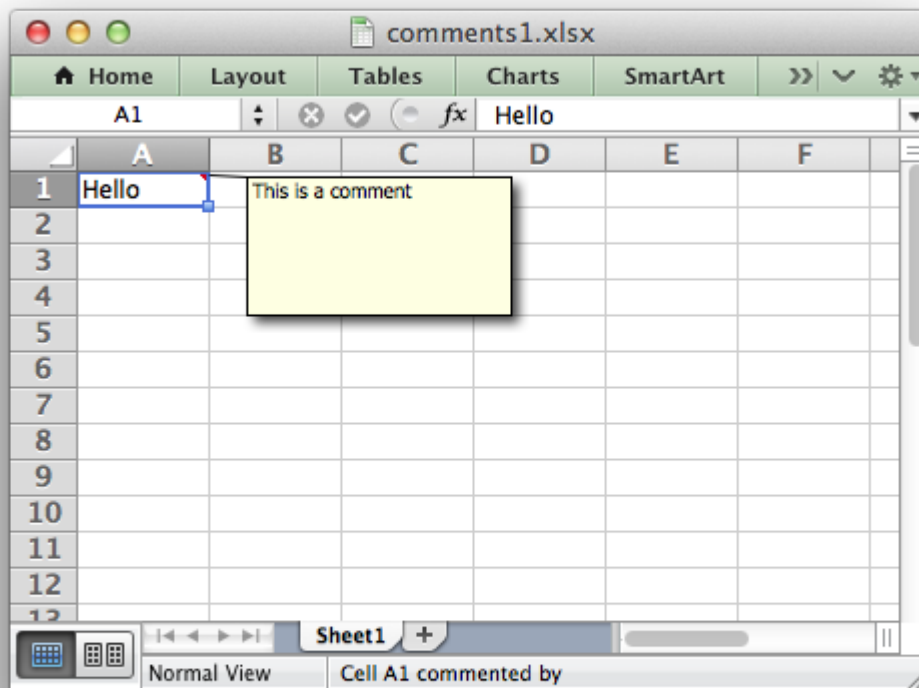 comments1.xlsx
Home Layout Tables Charts SmartArt
A1 fx Hello
A B C D E F
1 Hello This is a comment
2
3
4
5
6
7
8
9
10
11
12
13
Sheet1 +
Normal View Cell A1 commented by